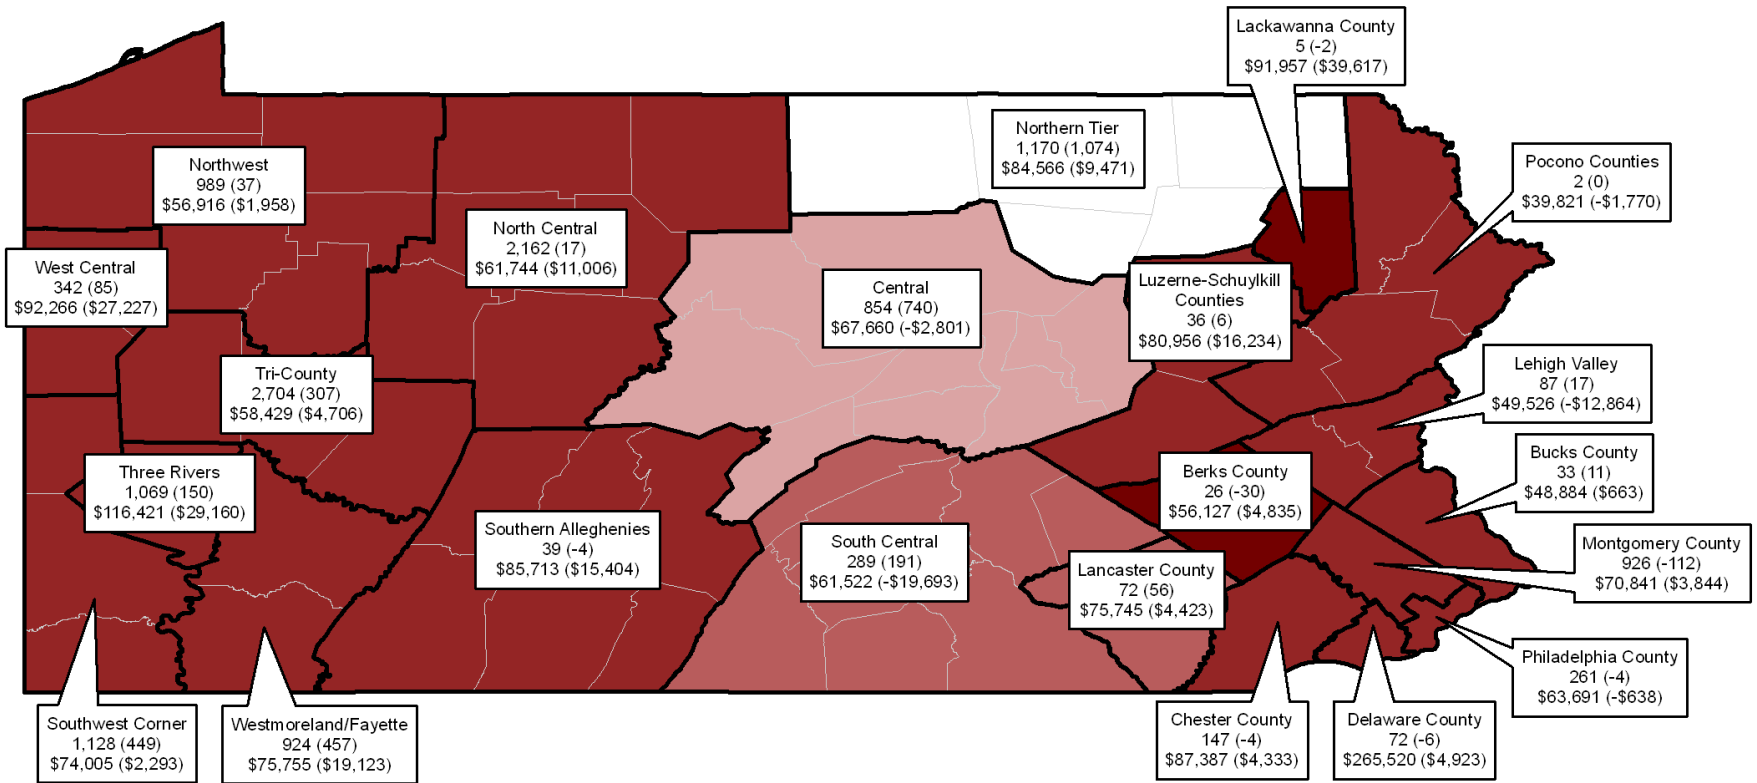 Lackawanna County
5 (-2)
$91,957 ($39,617)
Northern Tier
1,170 (1,074)
$84,566 ($9,471)
Pocono Counties
2 (0)
$39,821 (-$1,770)
Northwest
989 (37)
$56,916 ($1,958)
North Central
2,162 (17)
$61,744 ($11,006)
West Central
342 (85)
$92,266 ($27,227)
Central
854 (740)
$67,660 (-$2,801)
Luzerne-Schuylkill
Counties
36 (6)
$80,956 ($16,234)
Tri-County
2,704 (307)
$58,429 ($4,706)
Lehigh Valley
87 (17)
$49,526 (-$12,864)
Three Rivers
1,069 (150)
$116,421 ($29,160)
Bucks County
33 (11)
$48,884 ($663)
Berks County
26 (-30)
$56,127 ($4,835)
Southern Alleghenies
39 (-4)
$85,713 ($15,404)
South Central
289 (191)
$61,522 (-$19,693)
Montgomery County
926 (-112)
$70,841 ($3,844)
Lancaster County
72 (56)
$75,745 ($4,423)
Philadelphia County
261 (-4)
$63,691 (-$638)
Southwest Corner
1,128 (449)
$74,005 ($2,293)
Westmoreland/Fayette
924 (457)
$75,755 ($19,123)
Chester County
147 (-4)
$87,387 ($4,333)
Delaware County
72 (-6)
$265,520 ($4,923)